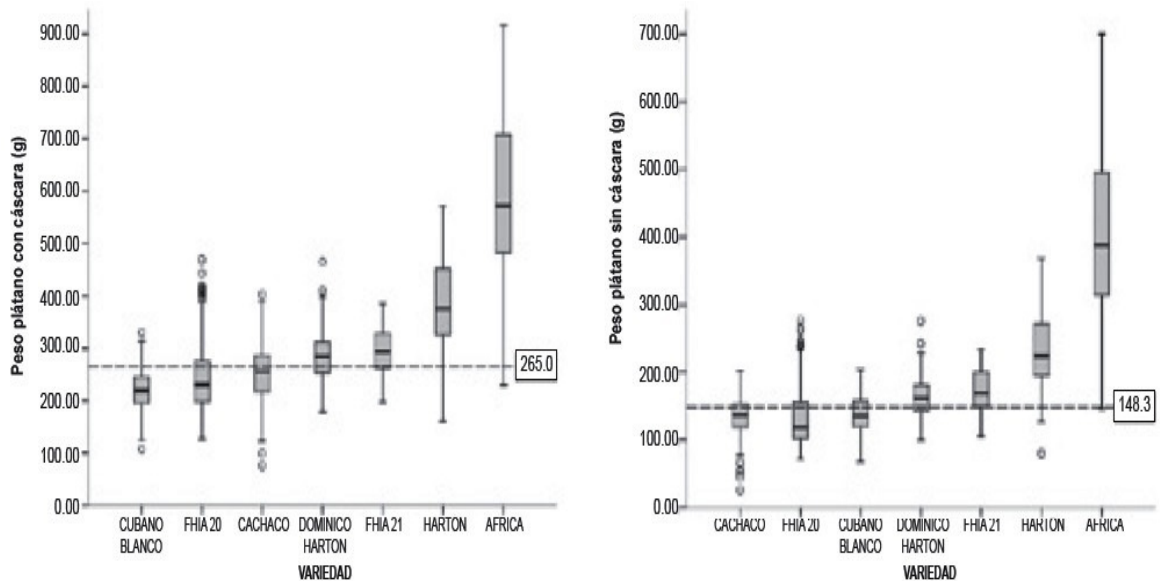 Peso plátano con cáscara (g)
900.00
800.00
700.00
600.00
500.00
400.00
300.00
200.00
100.00
0.00
265.0
CUBANO BLANCO
FHIA 20
CACHACO
DOMINICO HARTON
FHIA 21
HARTON
AFRICA
VARIEDAD
Peso plátano sin cáscara (g)
700.00
600.00
500.00
400.00
300.00
200.00
100.00
0.00
148.3
CACHACO
FHIA 20
CUBANO BLANCO
DOMINICO HARTON
FHIA 21
HARTON
AFRICA
VARIEDAD